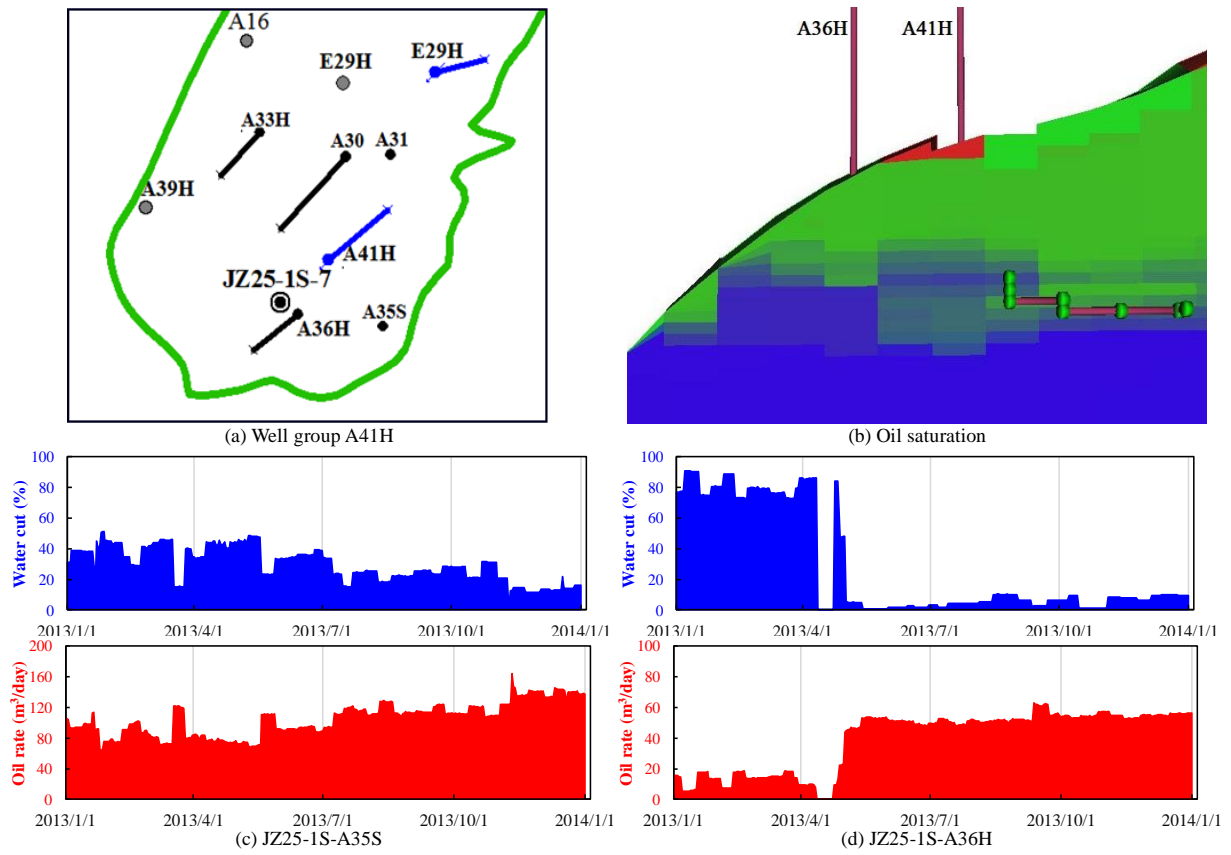 A16
E29H
E29H
A33H
A30
A31
A39H
A41H
JZ25-1S-7
A36H
A35S
(a) Well group A41H
A36H
A41H
(b) Oil saturation
Water cut (%)
100
80
60
40
20
0
2013/1/1
2013/4/1
2013/7/1
2013/10/1
2014/1/1
Oil rate (m³/day)
200
160
120
80
40
0
2013/1/1
2013/4/1
2013/7/1
2013/10/1
2014/1/1
(c) JZ25-1S-A35S
Water cut (%)
100
80
60
40
20
0
2013/1/1
2013/4/1
2013/7/1
2013/10/1
2014/1/1
Oil rate (m³/day)
100
80
60
40
20
0
2013/1/1
2013/4/1
2013/7/1
2013/10/1
2014/1/1
(d) JZ25-1S-A36H